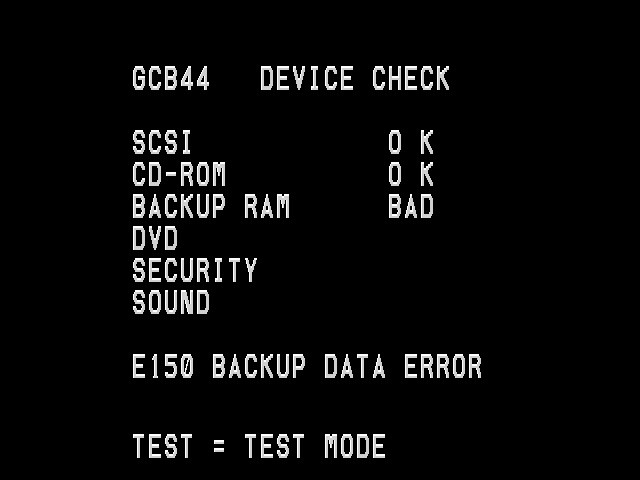 GCB44 DEVICE CHECK
SCSI O K
CD-ROM O K
BACKUP RAM BAD
DVD
SECURITY
SOUND
E150 BACKUP DATA ERROR
TEST = TEST MODE